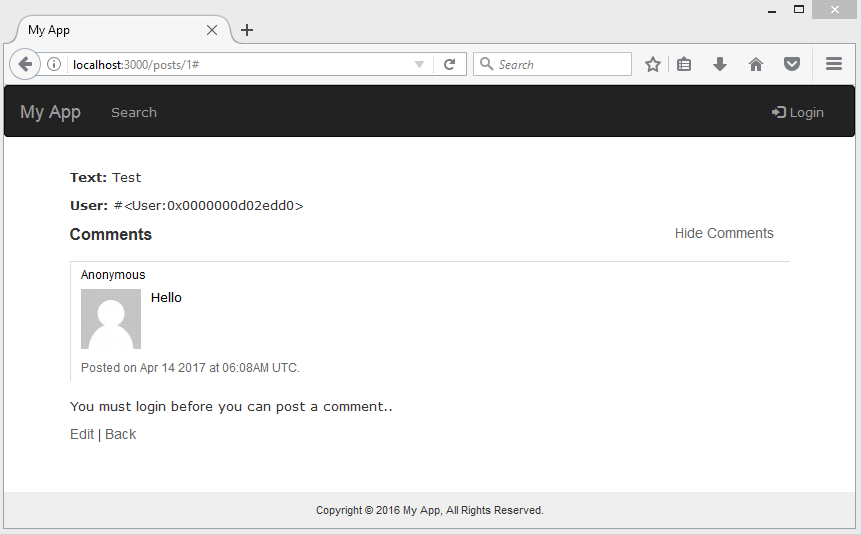 My App
localhost:3000/posts/1#
Search
My App Search Login
Text: Test
User: #<User:0x0000000d02edd0>
Comments Hide Comments
Anonymous
Hello
Posted on Apr 14 2017 at 06:08AM UTC.
You must login before you can post a comment..
Edit | Back
Copyright © 2016 My App, All Rights Reserved.